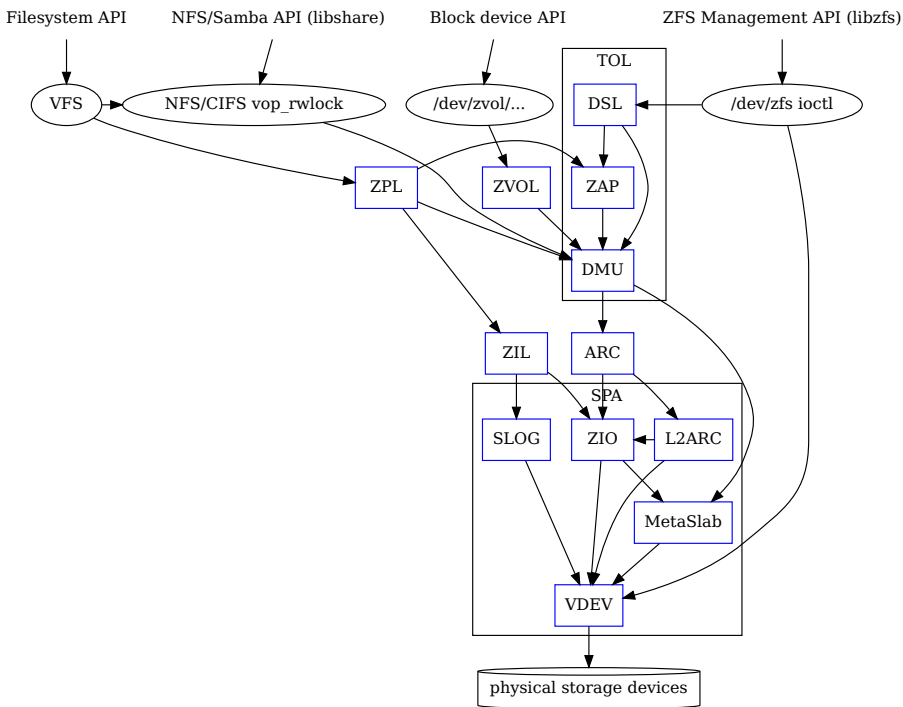 Filesystem API
NFS/Samba API (libshare)
Block device API
ZFS Management API (libzfs)
TOL
VFS
NFS/CIFS vop_rwlock
/dev/zvol/...
DSL
/dev/zfs ioctl
ZPL
ZVOL
ZAP
DMU
ZIL
ARC
SPA
SLOG
ZIO
L2ARC
MetaSlab
VDEV
physical storage devices